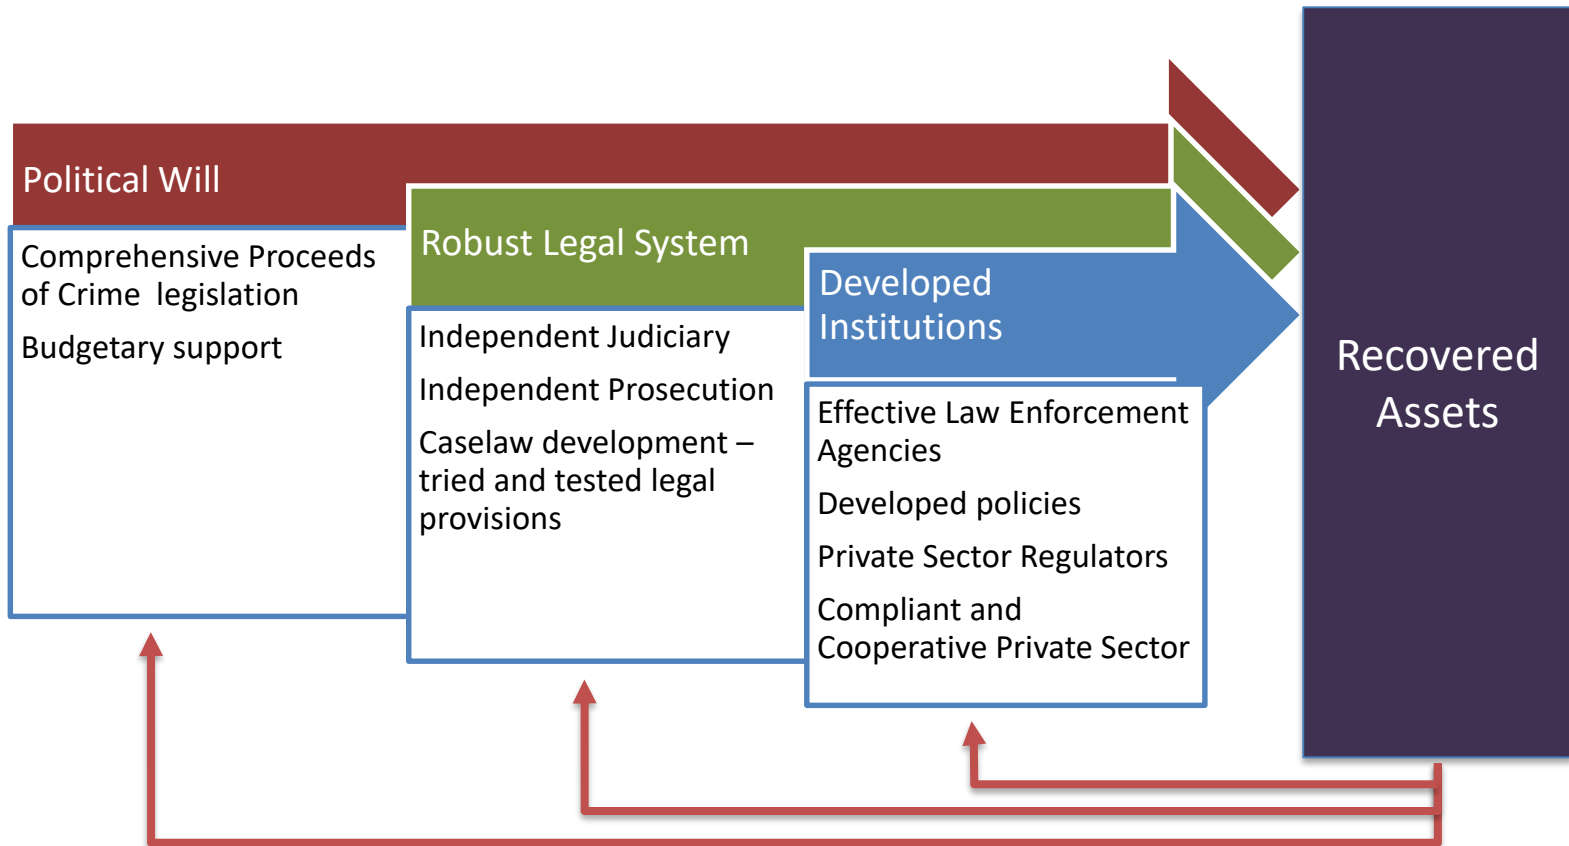 Political Will
Comprehensive Proceeds
of Crime  legislation
Budgetary support
Robust Legal System
Independent Judiciary
Independent Prosecution
Caselaw development –
tried and tested legal
provisions
Developed
Institutions
Effective Law Enforcement
Agencies
Developed policies
Private Sector Regulators
Compliant and
Cooperative Private Sector
Recovered
Assets